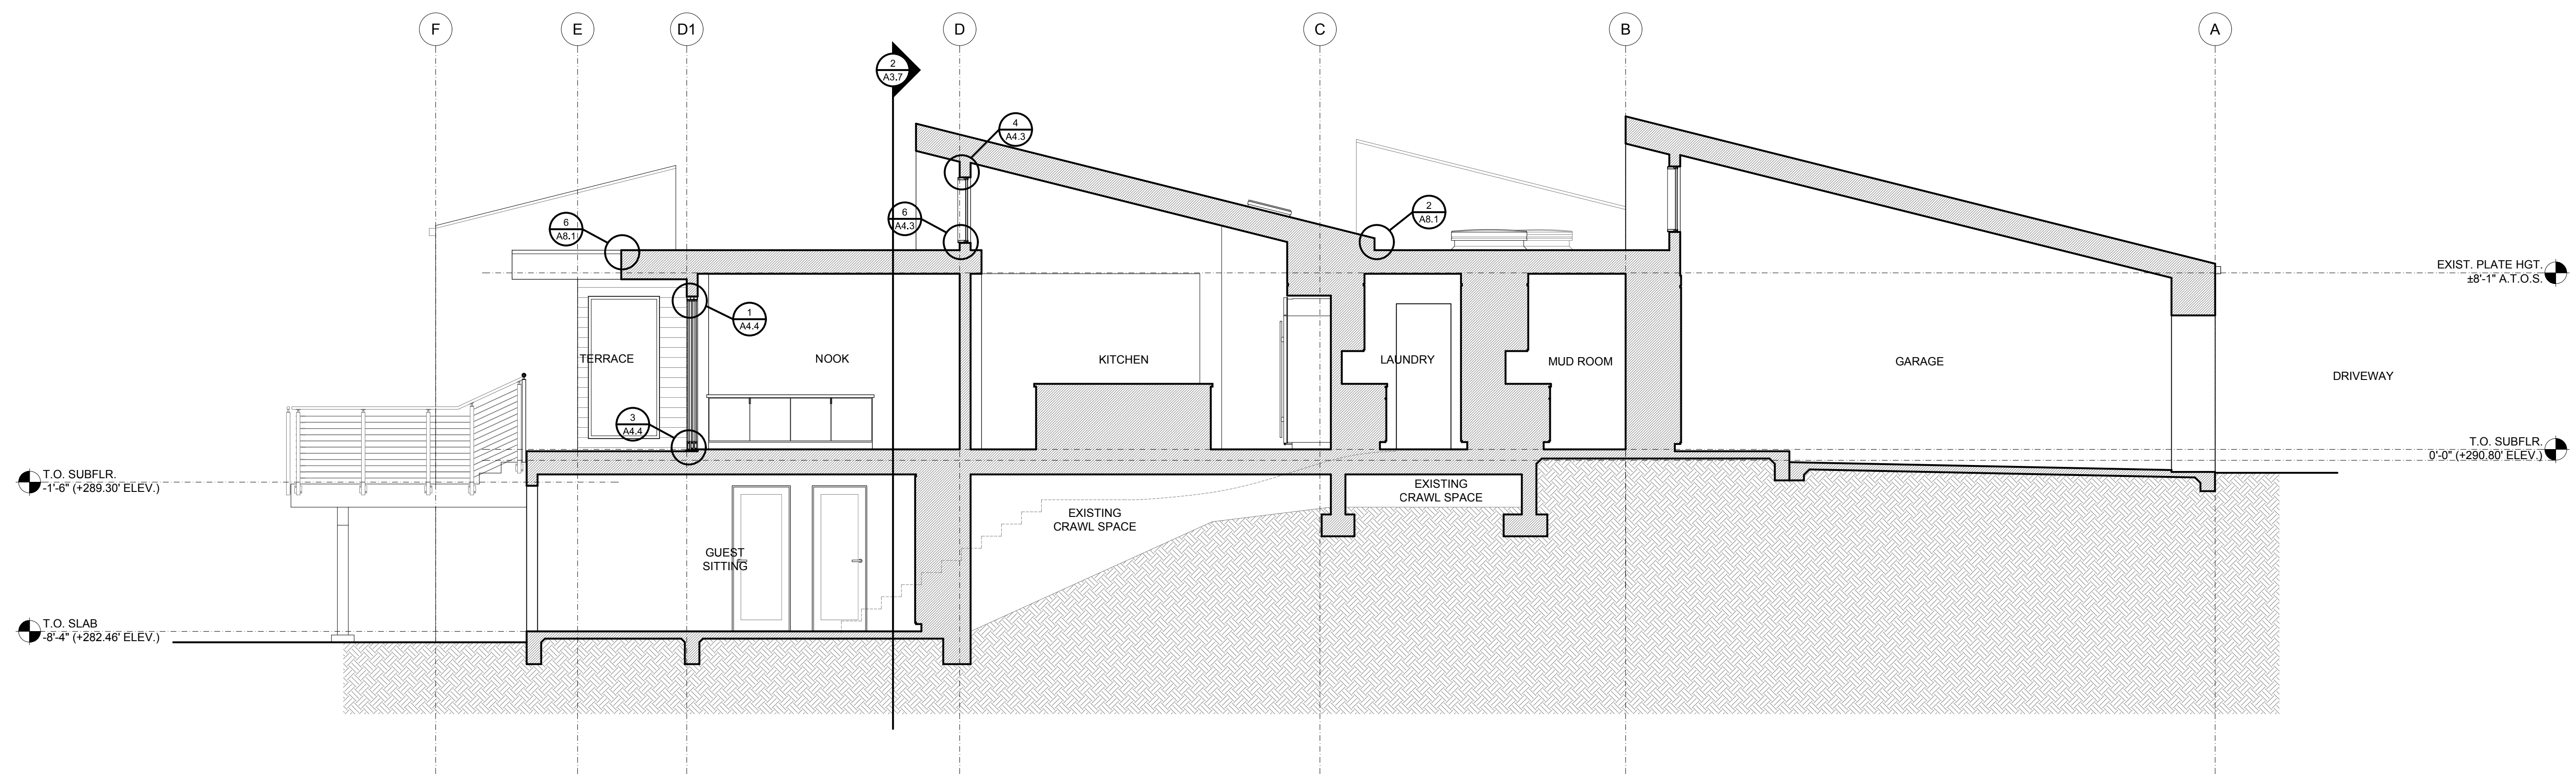 F
E
D1
D
C
B
A
2
A3.7
4
A4.3
6
A8.1
6
A4.3
2
A8.1
EXIST. PLATE HGT.
±8'-1" A.T.O.S.
1
A4.4
TERRACE
NOOK
KITCHEN
LAUNDRY
MUD ROOM
GARAGE
DRIVEWAY
3
A4.4
T.O. SUBFLR.
0'-0" (+290.80' ELEV.)
T.O. SUBFLR.
-1'-6" (+289.30' ELEV.)
EXISTING
CRAWL SPACE
EXISTING
CRAWL SPACE
GUEST
SITTING
T.O. SLAB
-8'-4" (+282.46' ELEV.)